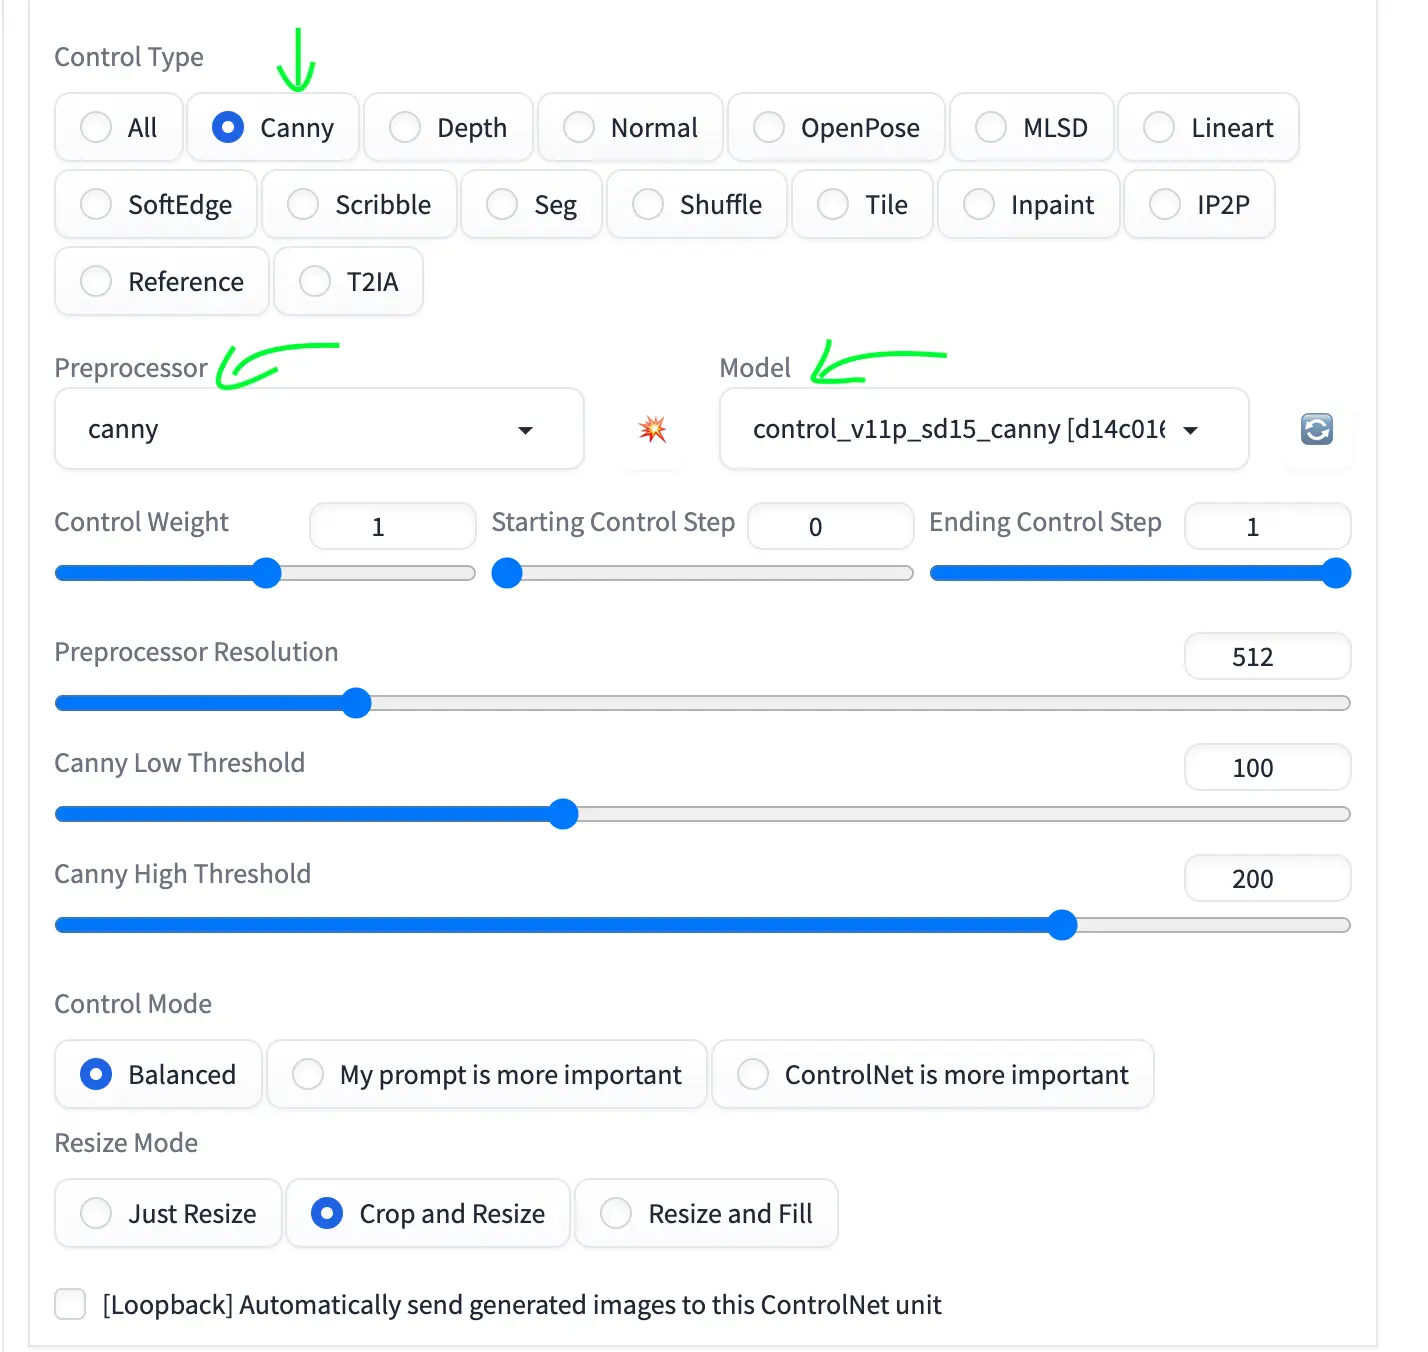 Control Type
All Canny Depth Normal OpenPose MLSD Lineart
SoftEdge Scribble Seg Shuffle Tile Inpaint IP2P
Reference T2IA
Preprocessor Model
canny control_v11p_sd15_canny [d14c016
Control Weight 1 Starting Control Step 0 Ending Control Step 1
Preprocessor Resolution 512
Canny Low Threshold 100
Canny High Threshold 200
Control Mode
Balanced My prompt is more important ControlNet is more important
Resize Mode
Just Resize Crop and Resize Resize and Fill
[Loopback] Automatically send generated images to this ControlNet unit